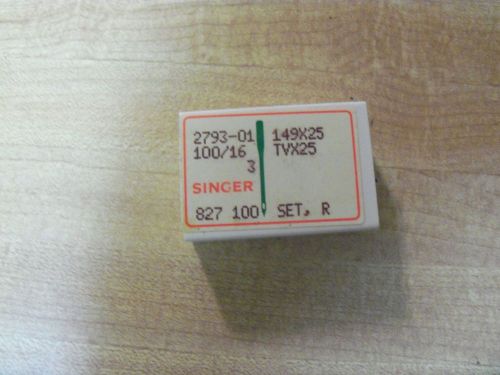 2793-01 149X25
100/16 TVX25
3
SINGER
827 100 SET, R